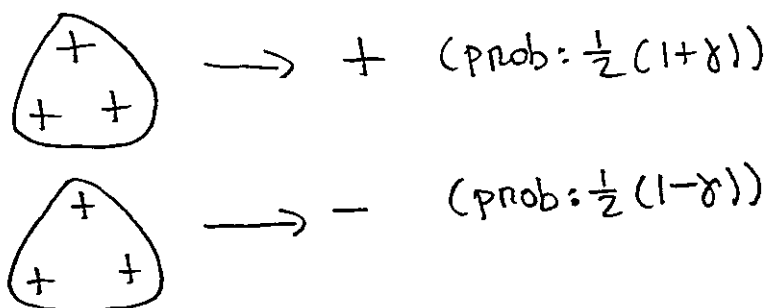 + + + → + (prob: 1/2 (1+γ))
+ + + → − (prob: 1/2 (1−γ))